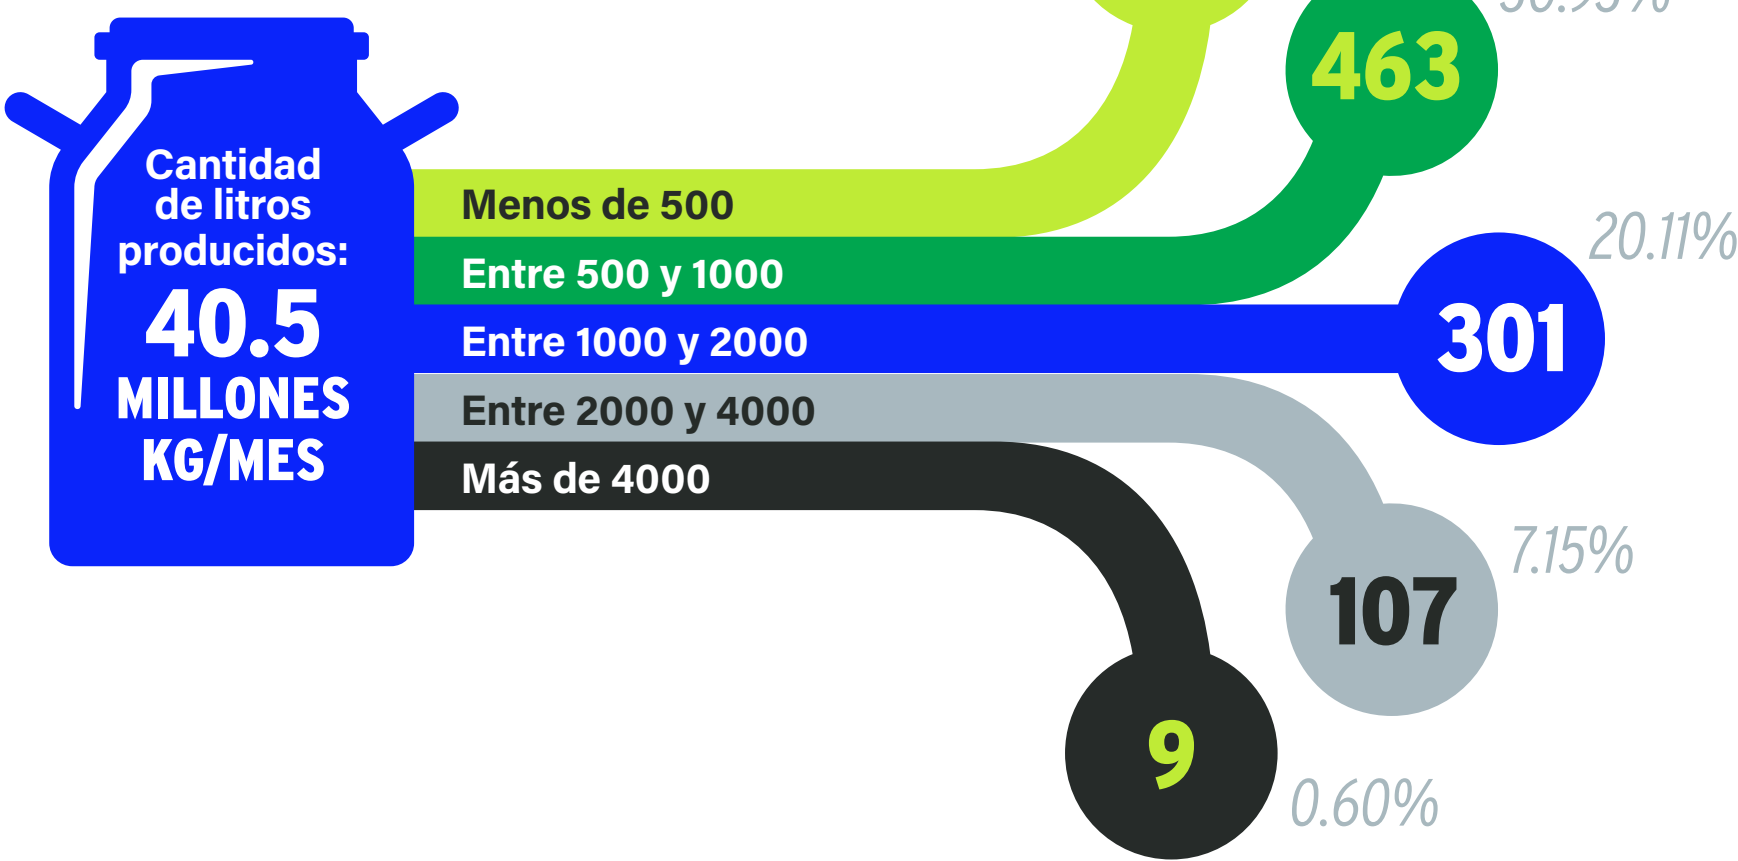 Cantidad
de litros
producidos:
40.5
MILLONES
KG/MES
Menos de 500
Entre 500 y 1000
463
Entre 1000 y 2000
301
20.11%
Entre 2000 y 4000
107
7.15%
Más de 4000
9
0.60%